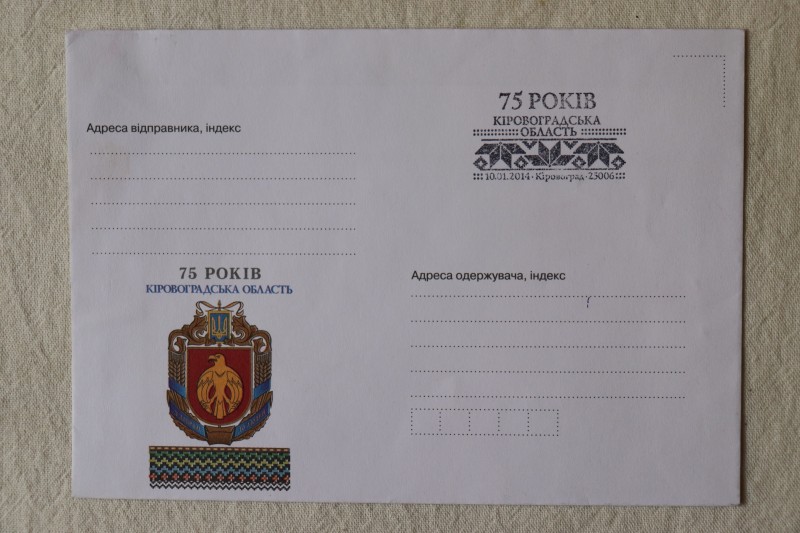 75 РОКІВ
КІРОВОГРАДСЬКА
ОБЛАСТЬ
10.01.2014 · Кіровоград · 25006
Адреса відправника, індекс
75 РОКІВ
КІРОВОГРАДСЬКА ОБЛАСТЬ
Адреса одержувача, індекс